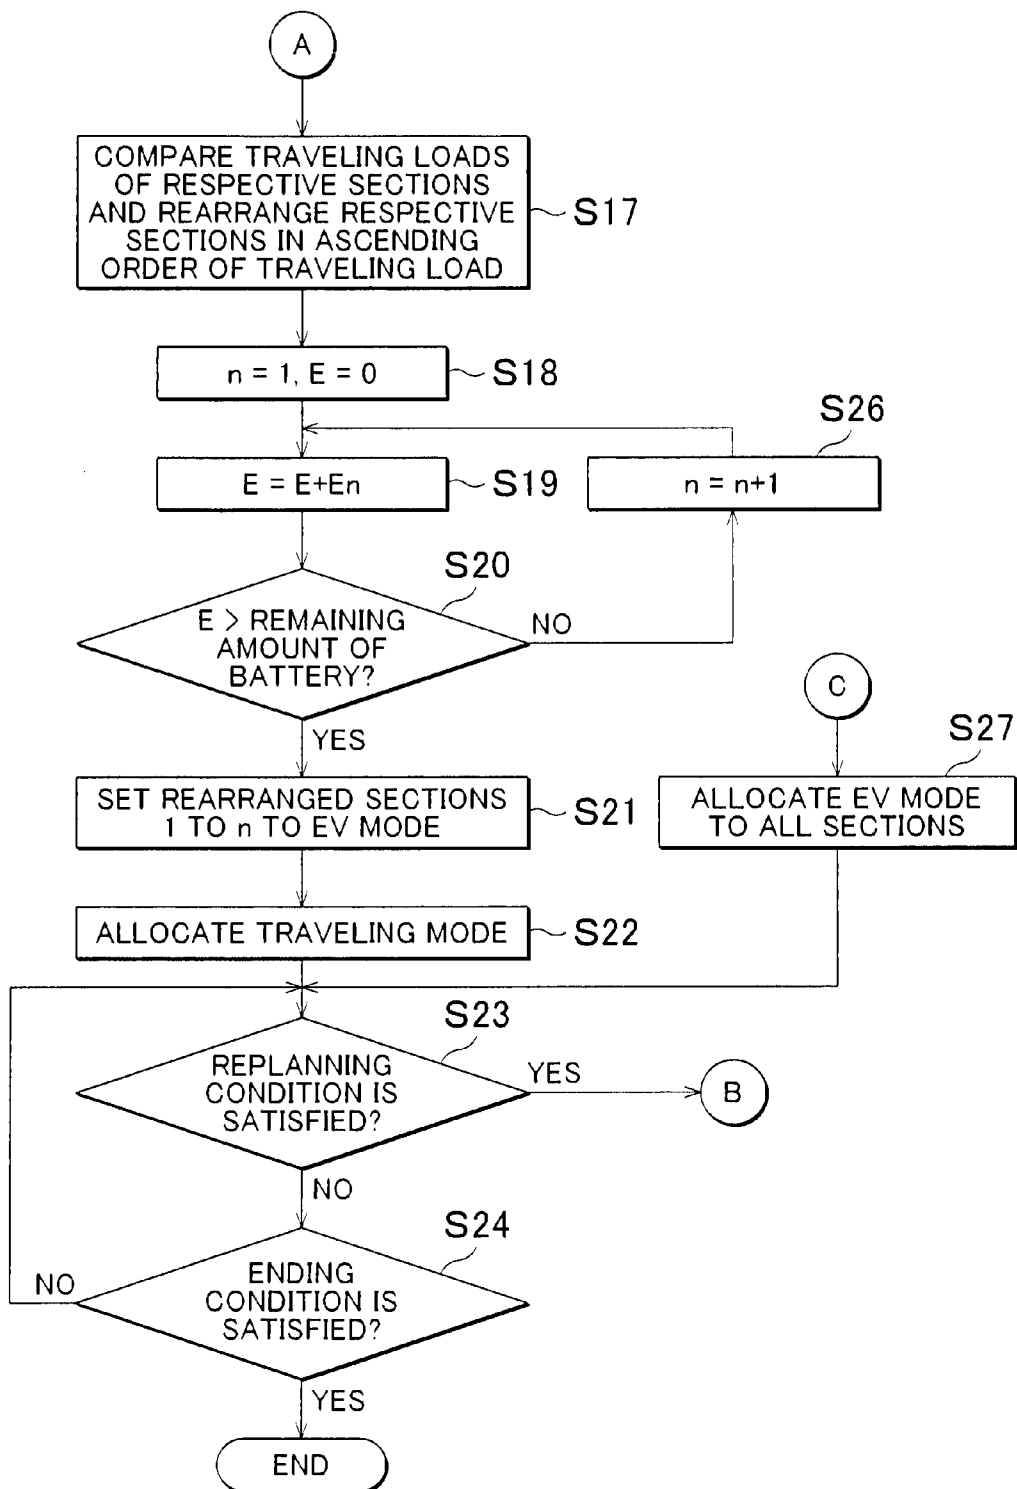 A
COMPARE TRAVELING LOADS
OF RESPECTIVE SECTIONS
AND REARRANGE RESPECTIVE
SECTIONS IN ASCENDING
ORDER OF TRAVELING LOAD
S17
n = 1, E = 0
S18
S26
E = E+En
S19
n = n+1
S20
E > REMAINING
AMOUNT OF
BATTERY?
NO
YES
C
S27
SET REARRANGED SECTIONS
1 TO n TO EV MODE
S21
ALLOCATE EV MODE
TO ALL SECTIONS
ALLOCATE TRAVELING MODE
S22
S23
REPLANNING
CONDITION IS
SATISFIED?
YES
B
NO
S24
ENDING
CONDITION IS
SATISFIED?
NO
YES
END